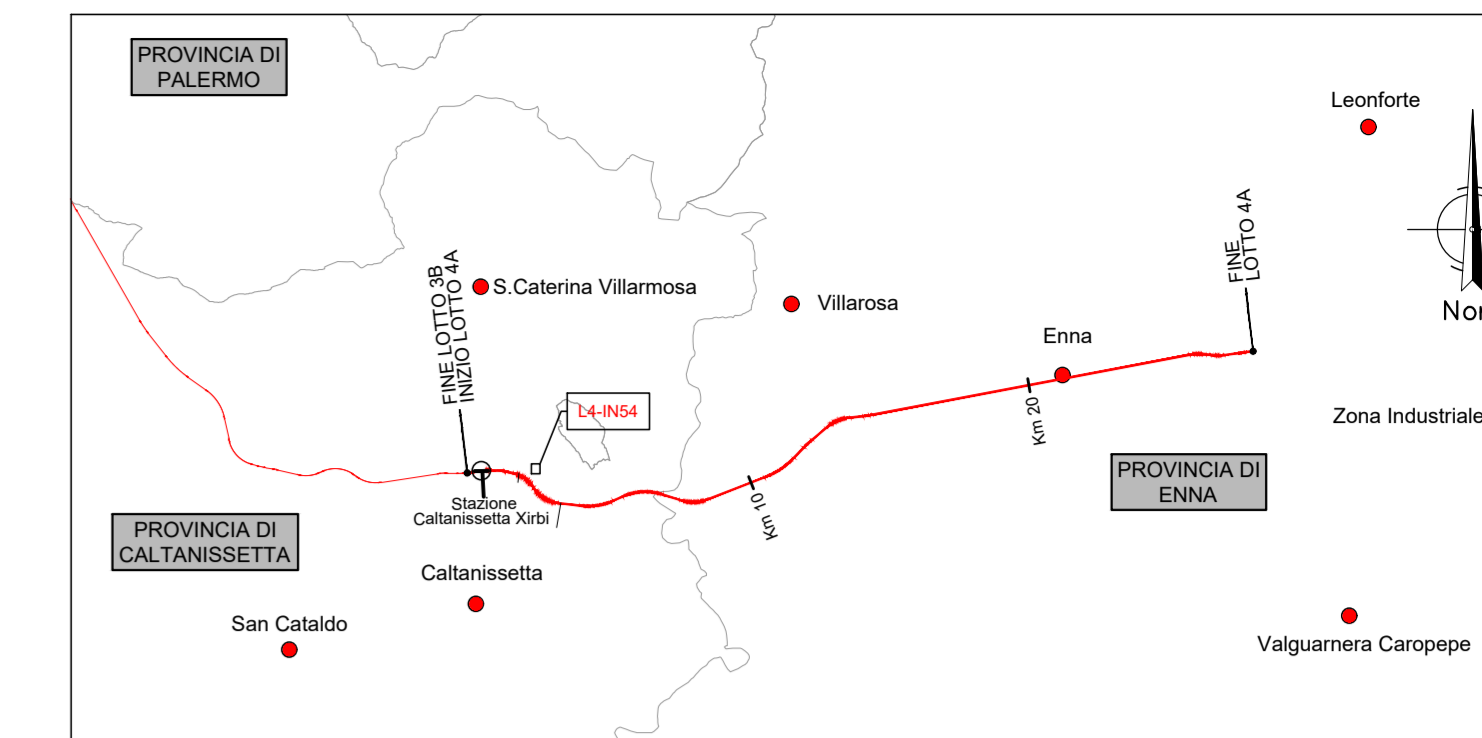 PROVINCIA DI
PALERMO
Leonforte
FINE LOTTO 3B
INIZIO LOTTO 4A
S.Caterina Villarmosa
Villarosa
Enna
FINE
LOTTO 4A
L4-IN54
Km 20
Zona Industriale
Km 10
PROVINCIA DI
ENNA
Stazione
Caltanissetta Xirbi
PROVINCIA DI
CALTANISSETTA
Caltanissetta
San Cataldo
Valguarnera Caropepe